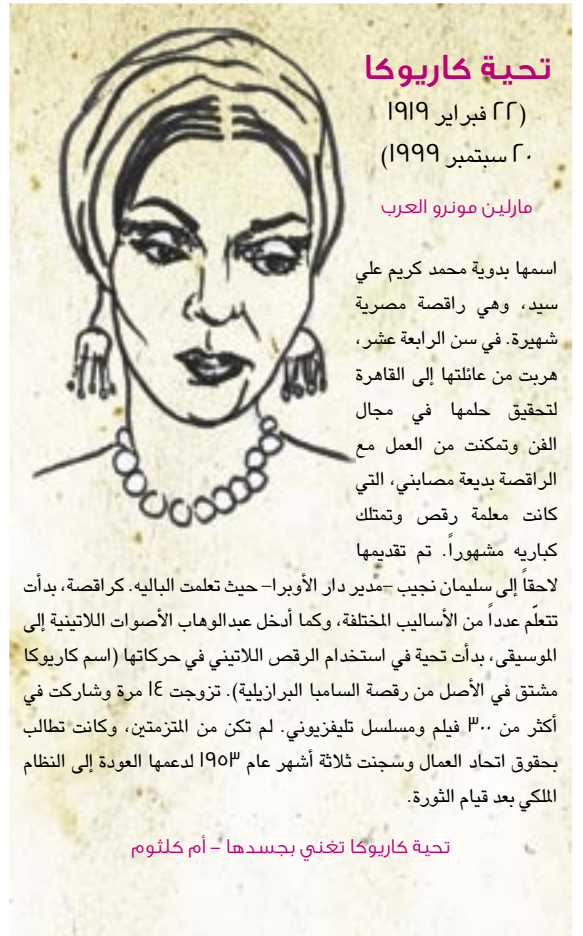 تحية كاريوكا
(٢٢ فبراير ١٩١٩
٢٠ سبتمبر ١٩٩٩)
مارلين مونرو العرب
اسمها بدوية محمد كريم علي
سيد، وهي راقصة مصرية
شهيرة. في سن الرابعة عشر،
هربت من عائلتها إلى القاهرة
لتحقيق حلمها في مجال
الفن وتمكنت من العمل مع
الراقصة بديعة مصابني، التي
كانت معلمة رقص وتمتلك
كباريه مشهوراً. تم تقديمها
لاحقاً إلى سليمان نجيب –مدير دار الأوبرا– حيث تعلمت الباليه. كراقصة، بدأت
تتعلّم عدداً من الأساليب المختلفة، وكما أدخل عبدالوهاب الأصوات اللاتينية إلى
الموسيقى، بدأت تحية في استخدام الرقص اللاتيني في حركاتها (اسم كاريوكا
مشتق في الأصل من رقصة السامبا البرازيلية). تزوجت ١٤ مرة وشاركت في
أكثر من ٣٠٠ فيلم ومسلسل تليفزيوني. لم تكن من المتزمتين، وكانت تطالب
بحقوق اتحاد العمال وسجنت ثلاثة أشهر عام ١٩٥٣ لدعمها العودة إلى النظام
الملكي بعد قيام الثورة.
تحية كاريوكا تغني بجسدها – أم كلثوم